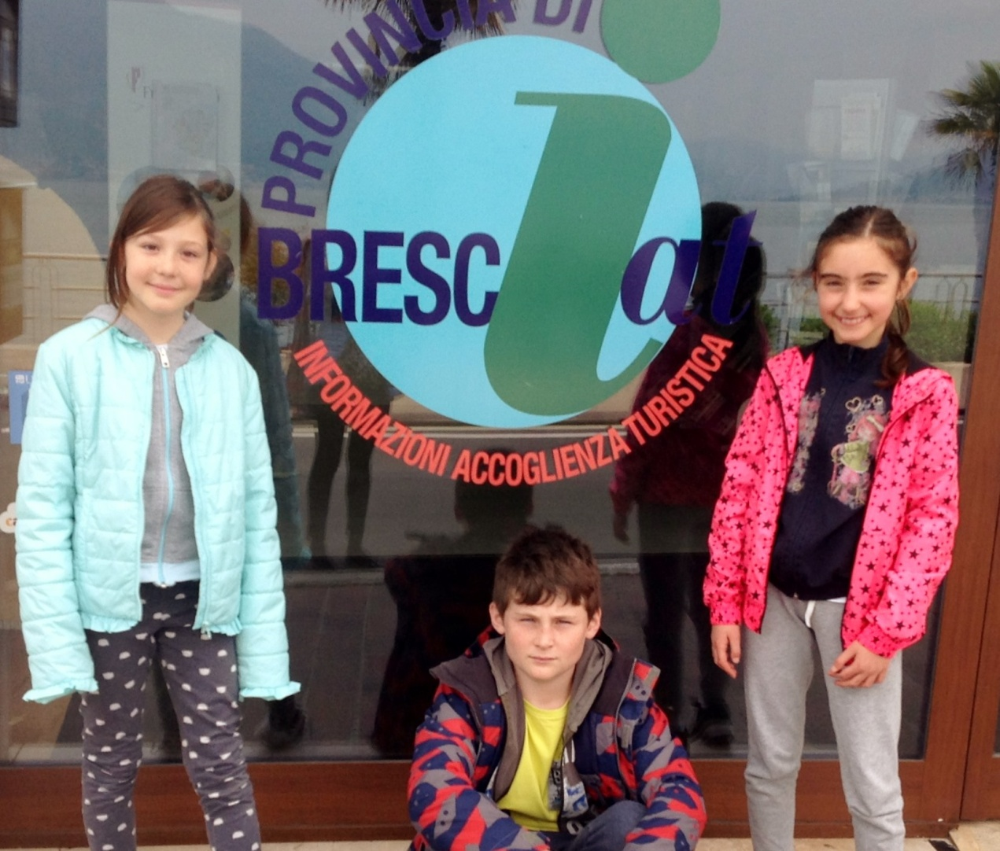 PROVINCIA DI
BRESCiat
INFORMAZIONI ACCOGLIENZA TURISTICA